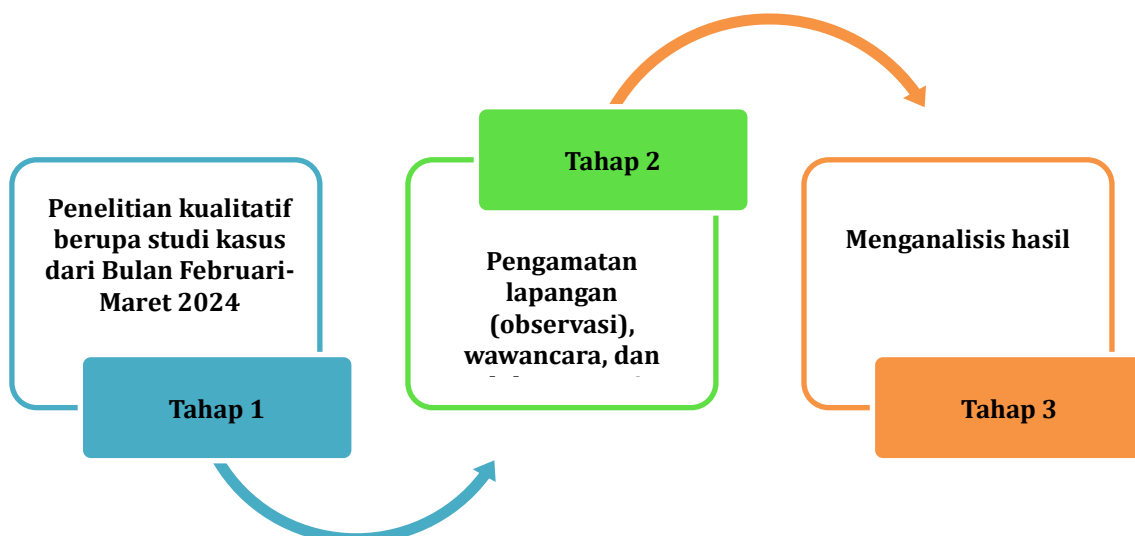 Penelitian kualitatif
berupa studi kasus
dari Bulan Februari-
Maret 2024
Tahap 1
Tahap 2
Pengamatan
lapangan
(observasi),
wawancara, dan
Menganalisis hasil
Tahap 3